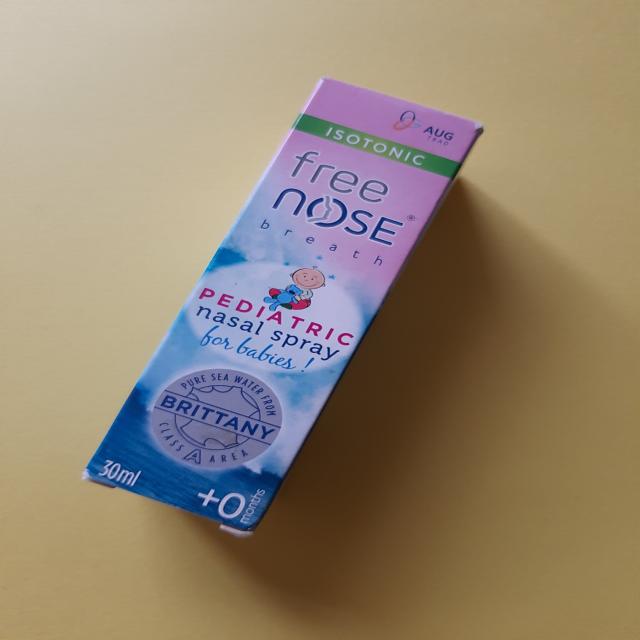 AUG
TRAD
ISOTONIC
free
NOSE®
breath
PEDIATRIC
nasal spray
for babies!
PURE SEA WATER FROM
BRITTANY
CLASS A AREA
30ml
+0 months